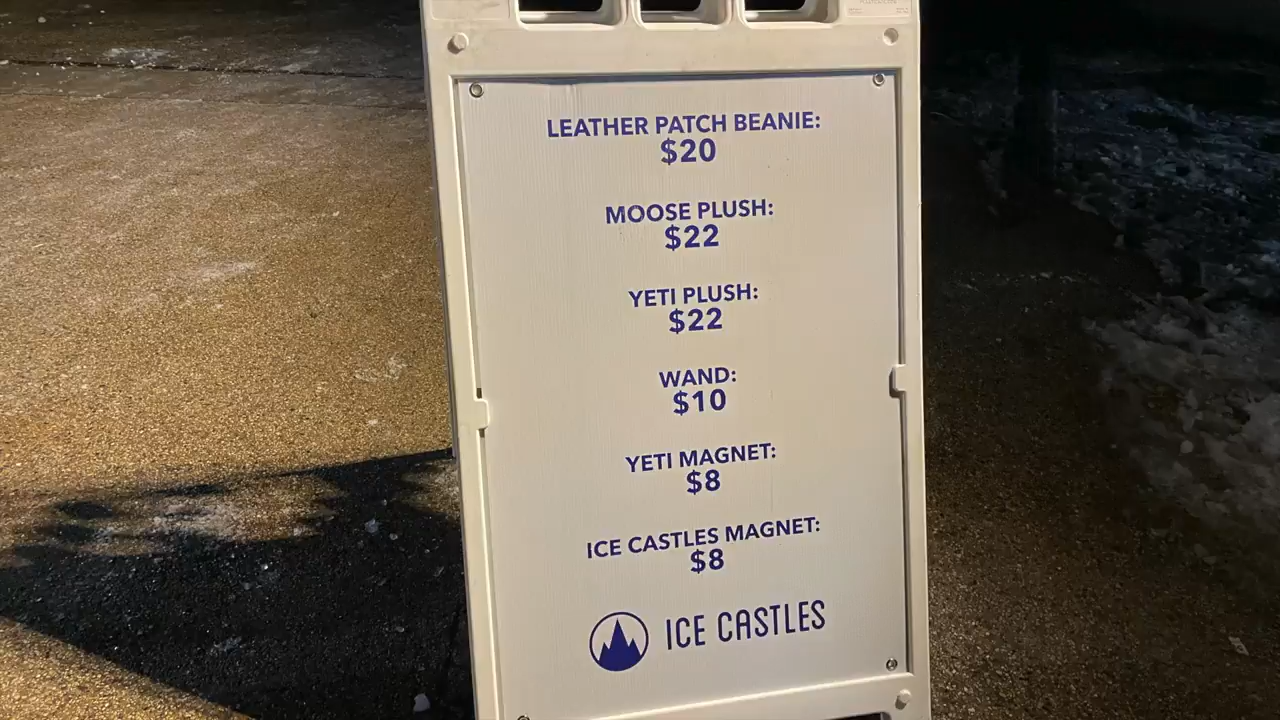 LEATHER PATCH BEANIE:
$20
MOOSE PLUSH:
$22
YETI PLUSH:
$22
WAND:
$10
YETI MAGNET:
$8
ICE CASTLES MAGNET:
$8
ICE CASTLES